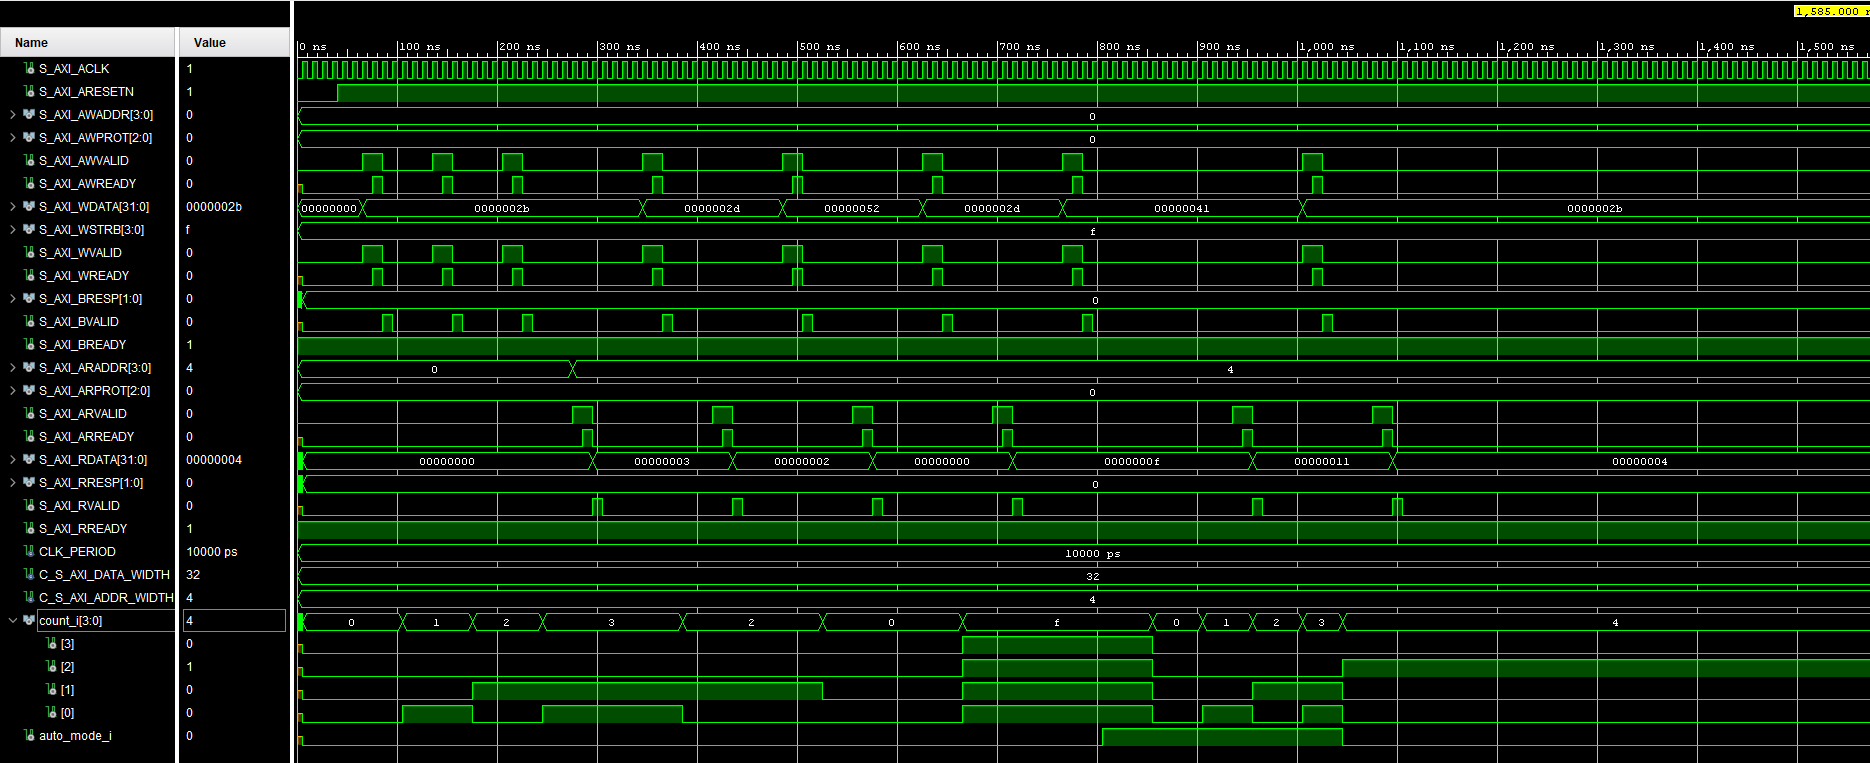 1,585.000 n
Name Value
0 ns 100 ns 200 ns 300 ns 400 ns 500 ns 600 ns 700 ns 800 ns 900 ns 1,000 ns 1,100 ns 1,200 ns 1,300 ns 1,400 ns 1,500 ns
S_AXI_ACLK 1
S_AXI_ARESETN 1
S_AXI_AWADDR[3:0] 0 0
S_AXI_AWPROT[2:0] 0 0
S_AXI_AWVALID 0
S_AXI_AWREADY 0
S_AXI_WDATA[31:0] 0000002b 00000000 0000002b 0000002d 00000052 0000002d 00000041 0000002b
S_AXI_WSTRB[3:0] f f
S_AXI_WVALID 0
S_AXI_WREADY 0
S_AXI_BRESP[1:0] 0 0
S_AXI_BVALID 0
S_AXI_BREADY 1
S_AXI_ARADDR[3:0] 4 0 4
S_AXI_ARPROT[2:0] 0 0
S_AXI_ARVALID 0
S_AXI_ARREADY 0
S_AXI_RDATA[31:0] 00000004 00000000 00000003 00000002 00000000 0000000f 00000011 00000004
S_AXI_RRESP[1:0] 0 0
S_AXI_RVALID 0
S_AXI_RREADY 1
CLK_PERIOD 10000 ps 10000 ps
C_S_AXI_DATA_WIDTH 32 32
C_S_AXI_ADDR_WIDTH 4 4
count_i[3:0] 4 0 1 2 3 2 0 f 0 1 2 3 4
[3] 0
[2] 1
[1] 0
[0] 0
auto_mode_i 0